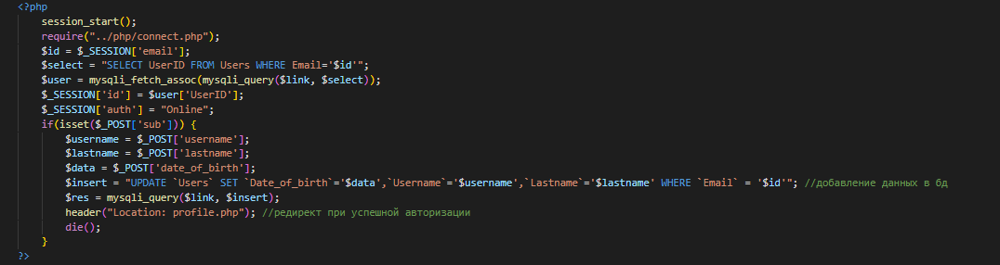 <?php
session_start();
require("../php/connect.php");
$id = $_SESSION['email'];
$select = "SELECT UserID FROM Users WHERE Email='$id'";
$user = mysqli_fetch_assoc(mysqli_query($link, $select));
$_SESSION['id'] = $user['UserID'];
$_SESSION['auth'] = "Online";
if(isset($_POST['sub'])) {
$username = $_POST['username'];
$lastname = $_POST['lastname'];
$data = $_POST['date_of_birth'];
$insert = "UPDATE `Users` SET `Date_of_birth`='$data',`Username`='$username',`Lastname`='$lastname' WHERE `Email` = '$id'"; //добавление данных в бд
$res = mysqli_query($link, $insert);
header("Location: profile.php"); //редирект при успешной авторизации
die();
}
?>